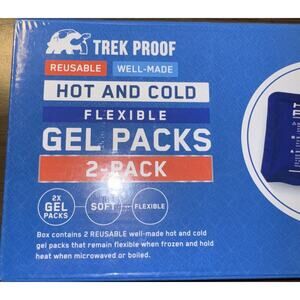 TREK PROOF
REUSABLE WELL-MADE
HOT AND COLD
FLEXIBLE
GEL PACKS
2-PACK
2X
GEL
PACKS
SOFT
FLEXIBLE
Box contains 2 REUSABLE well-made hot and cold
gel packs that remain flexible when frozen and hold
heat when microwaved or boiled.